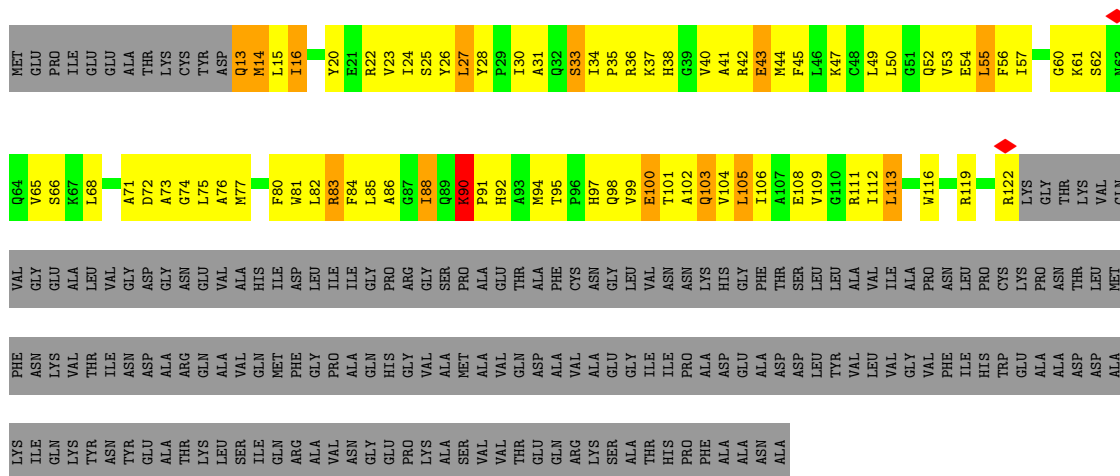 MET GLU PRO ILE GLU GLU ALA THR LYS CYS TYR ASP Q13 M14 L15 I16 Y20 E21 R22 V23 I24 S25 Y26 L27 Y28 P29 I30 A31 Q32 S33 I34 P35 R36 K37 H38 G39 V40 A41 R42 E43 M44 F45 L46 K47 C48 L49 L50 G51 Q52 V53 E54 L55 F56 I57 G60 K61 S62 N63
Q64 V65 S66 K67 L68 A71 D72 A73 G74 L75 A76 M77 F80 W81 L82 R83 F84 L85 A86 G87 I88 Q89 K90 P91 H92 A93 M94 T95 P96 H97 Q98 V99 E100 T101 A102 Q103 V104 L105 I106 A107 E108 V109 G110 R111 I112 L113 W116 R119 R122 LYS GLY THR LYS VAL GLN
VAL GLY GLU ALA LEU VAL GLY ASP GLY ASN GLU VAL ALA HIS ILE ASP LEU ILE ILE GLY PRO ARG GLY SER PRO ALA GLU THR ALA PHE CYS ASN GLY LEU VAL ASN ASN LYS HIS GLY PHE THR SER LEU LEU ALA VAL ILE ALA PRO ASN LEU PRO CYS LYS PRO ASN THR LEU MET
PHE ASN LYS VAL THR ILE ASN ASP ALA ARG GLN ALA VAL GLN MET PHE GLY PRO ALA GLN HIS GLY VAL ALA MET ALA VAL GLN ASP ALA VAL ALA GLU GLY ILE ILE PRO ALA ASP GLU ALA ASP ASP LEU TYR VAL LEU VAL GLY VAL PHE ILE HIS TRP GLU ALA ALA ASP ASP ALA
LYS ILE GLN LYS TYR ASN TYR GLU ALA THR LYS LEU SER ILE GLN ARG ALA VAL ASN GLY GLU PRO LYS ALA SER VAL VAL THR GLU GLN ARG LYS SER ALA THR HIS PRO PHE ALA ALA ASN ALA